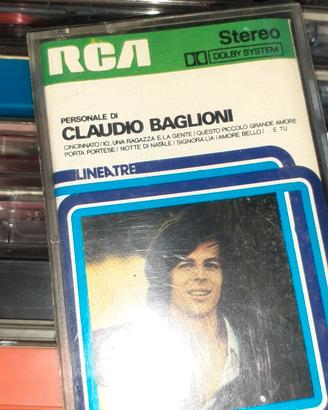 RCA
Stereo
DOLBY SYSTEM
PERSONALE DI
CLAUDIO BAGLIONI
CINCINNATO/IO, UNA RAGAZZA E LA GENTE/QUESTO PICCOLO GRANDE AMORE
PORTA PORTESE/NOTTE DI NATALE/SIGNORA LIA/AMORE BELLO/...E TU
LINEATRE